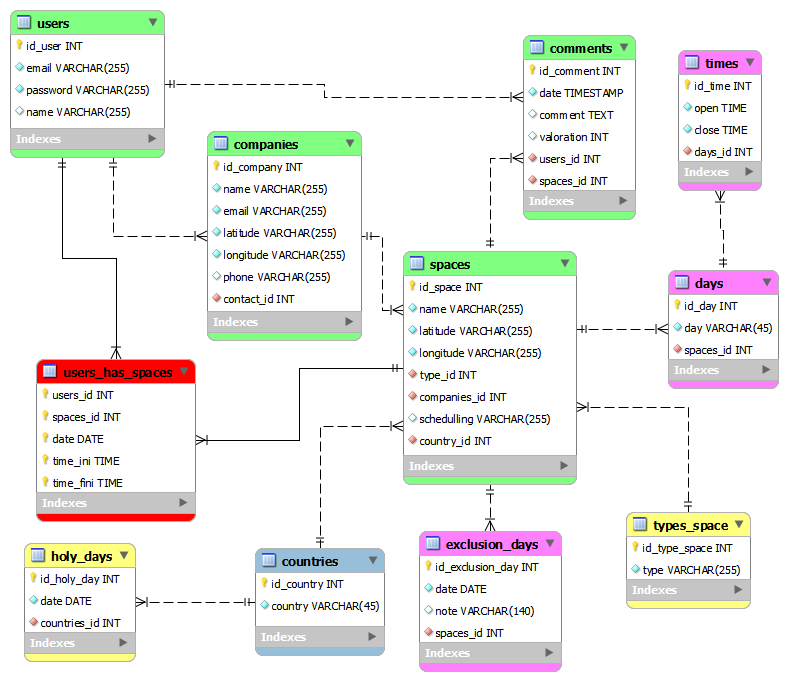 users
id_user INT
email VARCHAR(255)
password VARCHAR(255)
name VARCHAR(255)
Indexes
comments
id_comment INT
date TIMESTAMP
comment TEXT
valoration INT
users_id INT
spaces_id INT
Indexes
times
id_time INT
open TIME
close TIME
days_id INT
Indexes
companies
id_company INT
name VARCHAR(255)
email VARCHAR(255)
latitude VARCHAR(255)
longitude VARCHAR(255)
phone VARCHAR(255)
contact_id INT
Indexes
spaces
id_space INT
name VARCHAR(255)
latitude VARCHAR(255)
longitude VARCHAR(255)
type_id INT
companies_id INT
schedulling VARCHAR(255)
country_id INT
Indexes
days
id_day INT
day VARCHAR(45)
spaces_id INT
Indexes
users_has_spaces
users_id INT
spaces_id INT
date DATE
time_ini TIME
time_fini TIME
Indexes
holy_days
id_holy_day INT
date DATE
countries_id INT
Indexes
countries
id_country INT
country VARCHAR(45)
Indexes
exclusion_days
id_exclusion_day INT
date DATE
note VARCHAR(140)
spaces_id INT
Indexes
types_space
id_type_space INT
type VARCHAR(255)
Indexes